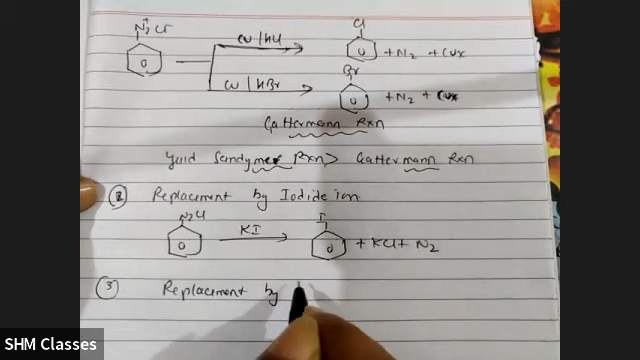 N₂⁺Cl⁻
Cl
Cu | HCl
+ N₂ + CuX
Br
Cu | HBr
+ N₂ + CuX
Gattermann Rxn
Yield Sandymer Rxn > Gattermann Rxn
② Replacement by Iodide ion
N₂Cl
I
KI
+ KCl + N₂
③ Replacement by
SHM Classes